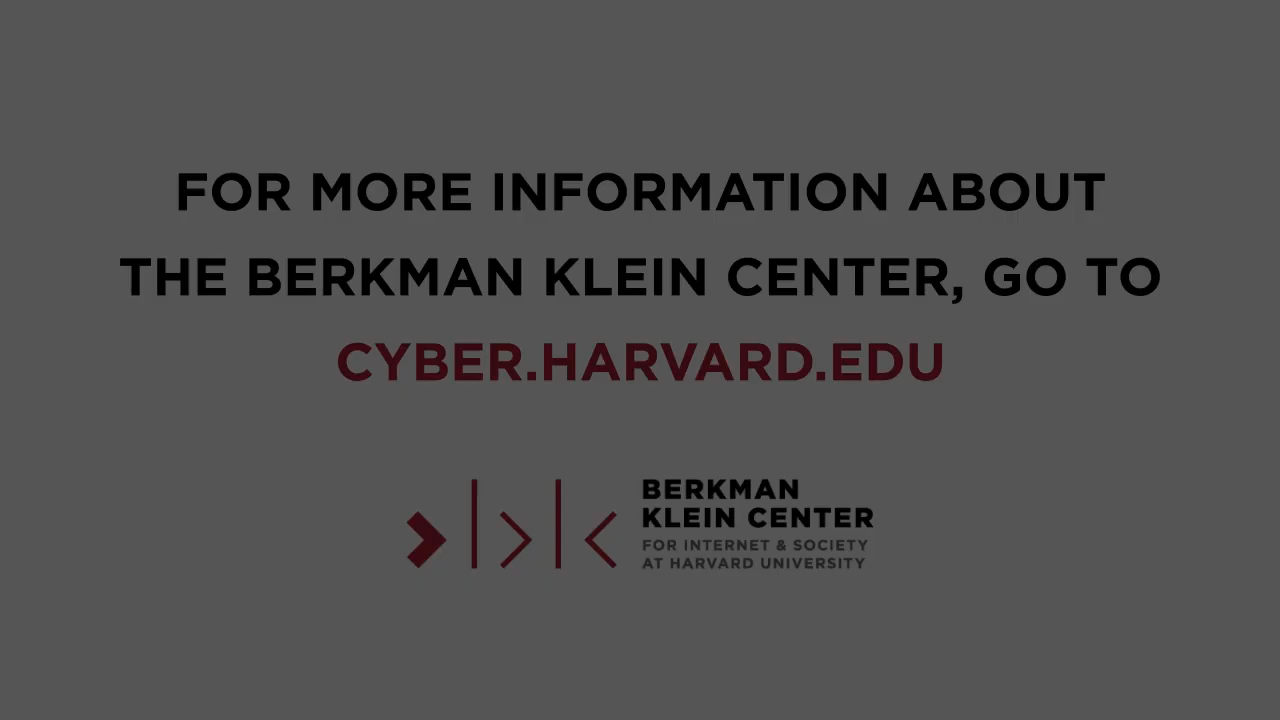 FOR MORE INFORMATION ABOUT
THE BERKMAN KLEIN CENTER, GO TO
CYBER.HARVARD.EDU
BERKMAN
KLEIN CENTER
FOR INTERNET & SOCIETY
AT HARVARD UNIVERSITY